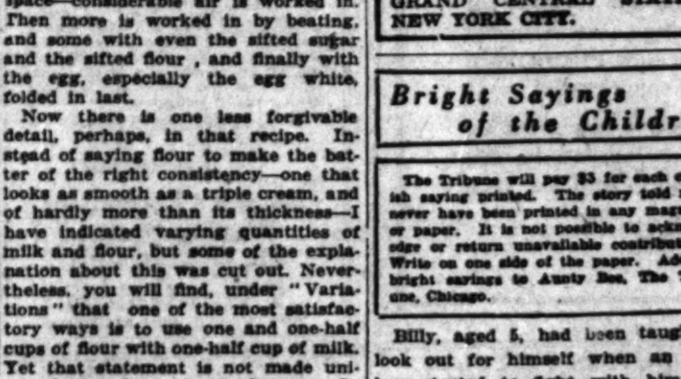 space—considerable air is worked in.
Then more is worked in by beating,
and some with even the sifted sugar
and the sifted flour , and finally with
the egg, especially the egg white,
folded in last.
Now there is one less forgivable
detail, perhaps, in that recipe. In-
stead of saying flour to make the bat-
ter of the right consistency—one that
looks as smooth as a triple cream, and
of hardly more than its thickness—I
have indicated varying quantities of
milk and flour, but some of the expla-
nation about this was cut out. Never-
theless, you will find, under "Varia-
tions" that one of the most satisfac-
tory ways is to use one and one-half
cups of flour with one-half cup of milk.
Yet that statement is not made uni-
GRAND CENTRAL
NEW YORK CITY.
Bright Sayings
of the Childr
The Tribune will pay $3 for each
ish saying printed. The story told
never have been printed in any mag
or paper. It is not possible to ack
edge or return unavailable contribut
Write on one side of the paper. Ad
bright sayings to Aunty Bee, The T
une, Chicago.
Billy, aged 5, had been taug
look out for himself when an